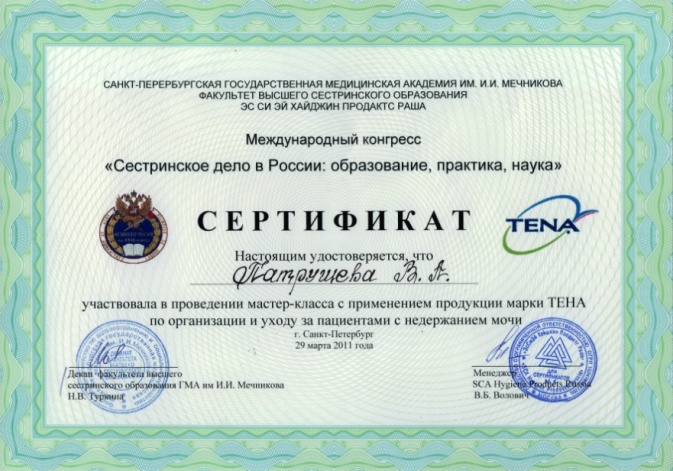 САНКТ-ПЕРЕРБУРГСКАЯ ГОСУДАРСТВЕННАЯ МЕДИЦИНСКАЯ АКАДЕМИЯ ИМ. И.И. МЕЧНИКОВА
ФАКУЛЬТЕТ ВЫСШЕГО СЕСТРИНСКОГО ОБРАЗОВАНИЯ
ЭС СИ ЭЙ ХАЙДЖИН ПРОДАКТС РАША
Международный конгресс
«Сестринское дело в России: образование, практика, наука»
СЕРТИФИКАТ
TENA
Настоящим удостоверяется, что
Патрушева В. А.
участвовала в проведении мастер-класса с применением продукции марки ТЕНА
по организации и уходу за пациентами с недержанием мочи
г. Санкт-Петербург
29 марта 2011 года
Декан факультета высшего
сестринского образования ГМА им И.И. Мечникова
Н.В. Туркина
Менеджер
SCA Hygiene Products Russia
В.Б. Волович
ДЛЯ
СЕРТИФИКАТОВ